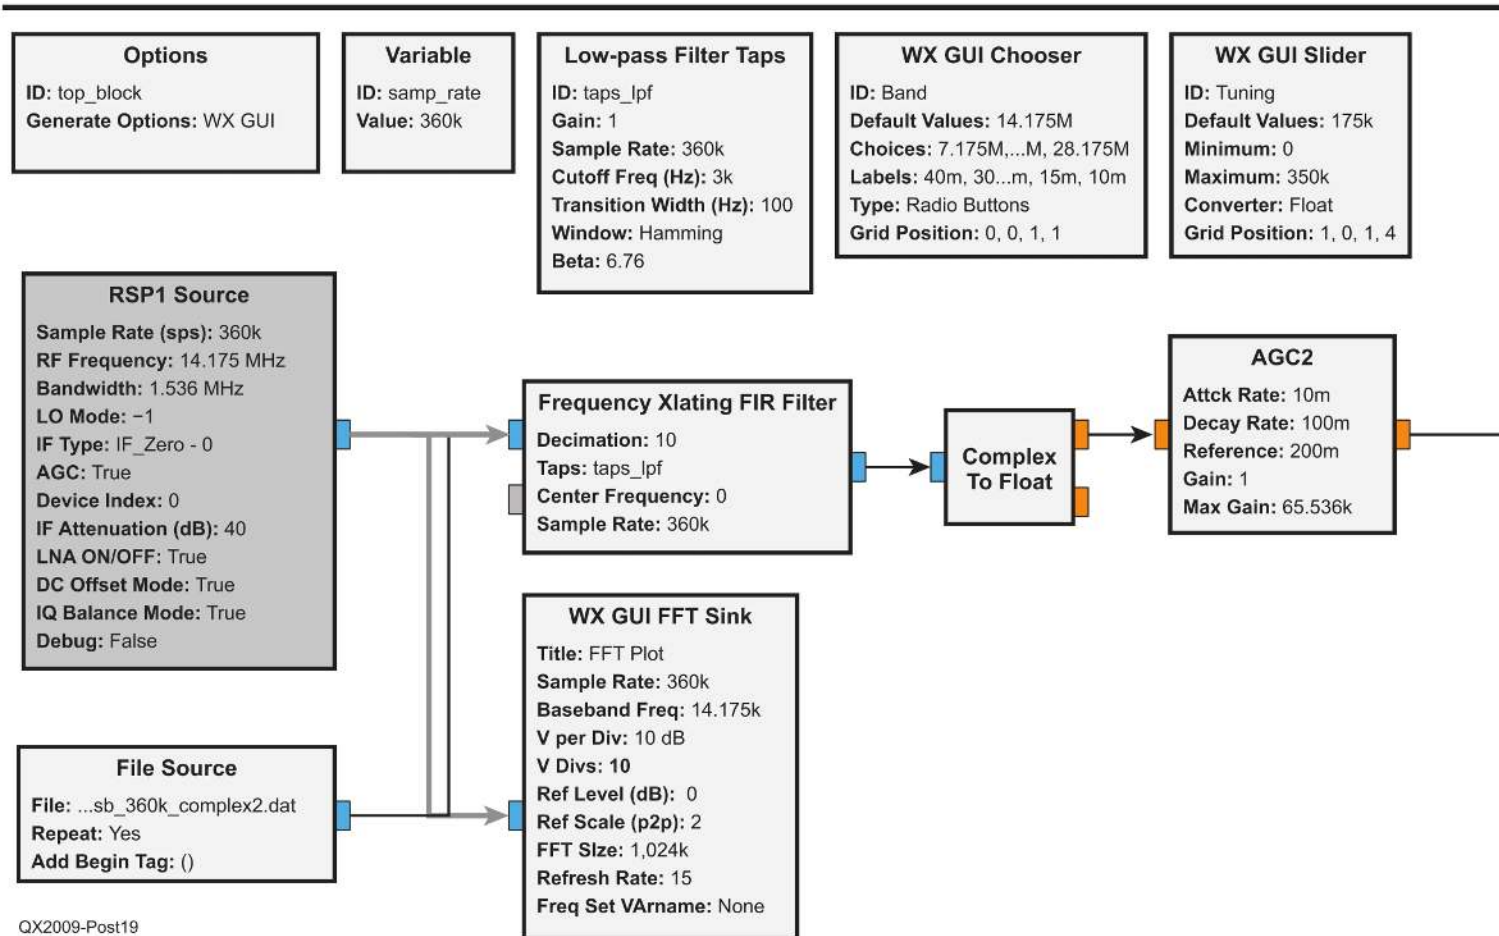 Options
ID: top_block
Generate Options: WX GUI
Variable
ID: samp_rate
Value: 360k
Low-pass Filter Taps
ID: taps_lpf
Gain: 1
Sample Rate: 360k
Cutoff Freq (Hz): 3k
Transition Width (Hz): 100
Window: Hamming
Beta: 6.76
WX GUI Chooser
ID: Band
Default Values: 14.175M
Choices: 7.175M,...M, 28.175M
Labels: 40m, 30...m, 15m, 10m
Type: Radio Buttons
Grid Position: 0, 0, 1, 1
WX GUI Slider
ID: Tuning
Default Values: 175k
Minimum: 0
Maximum: 350k
Converter: Float
Grid Position: 1, 0, 1, 4
RSP1 Source
Sample Rate (sps): 360k
RF Frequency: 14.175 MHz
Bandwidth: 1.536 MHz
LO Mode: −1
IF Type: IF_Zero - 0
AGC: True
Device Index: 0
IF Attenuation (dB): 40
LNA ON/OFF: True
DC Offset Mode: True
IQ Balance Mode: True
Debug: False
Frequency Xlating FIR Filter
Decimation: 10
Taps: taps_lpf
Center Frequency: 0
Sample Rate: 360k
Complex
To Float
AGC2
Attck Rate: 10m
Decay Rate: 100m
Reference: 200m
Gain: 1
Max Gain: 65.536k
WX GUI FFT Sink
Title: FFT Plot
Sample Rate: 360k
Baseband Freq: 14.175k
V per Div: 10 dB
V Divs: 10
Ref Level (dB): 0
Ref Scale (p2p): 2
FFT SIze: 1,024k
Refresh Rate: 15
Freq Set VArname: None
File Source
File: ...sb_360k_complex2.dat
Repeat: Yes
Add Begin Tag: ()
QX2009-Post19